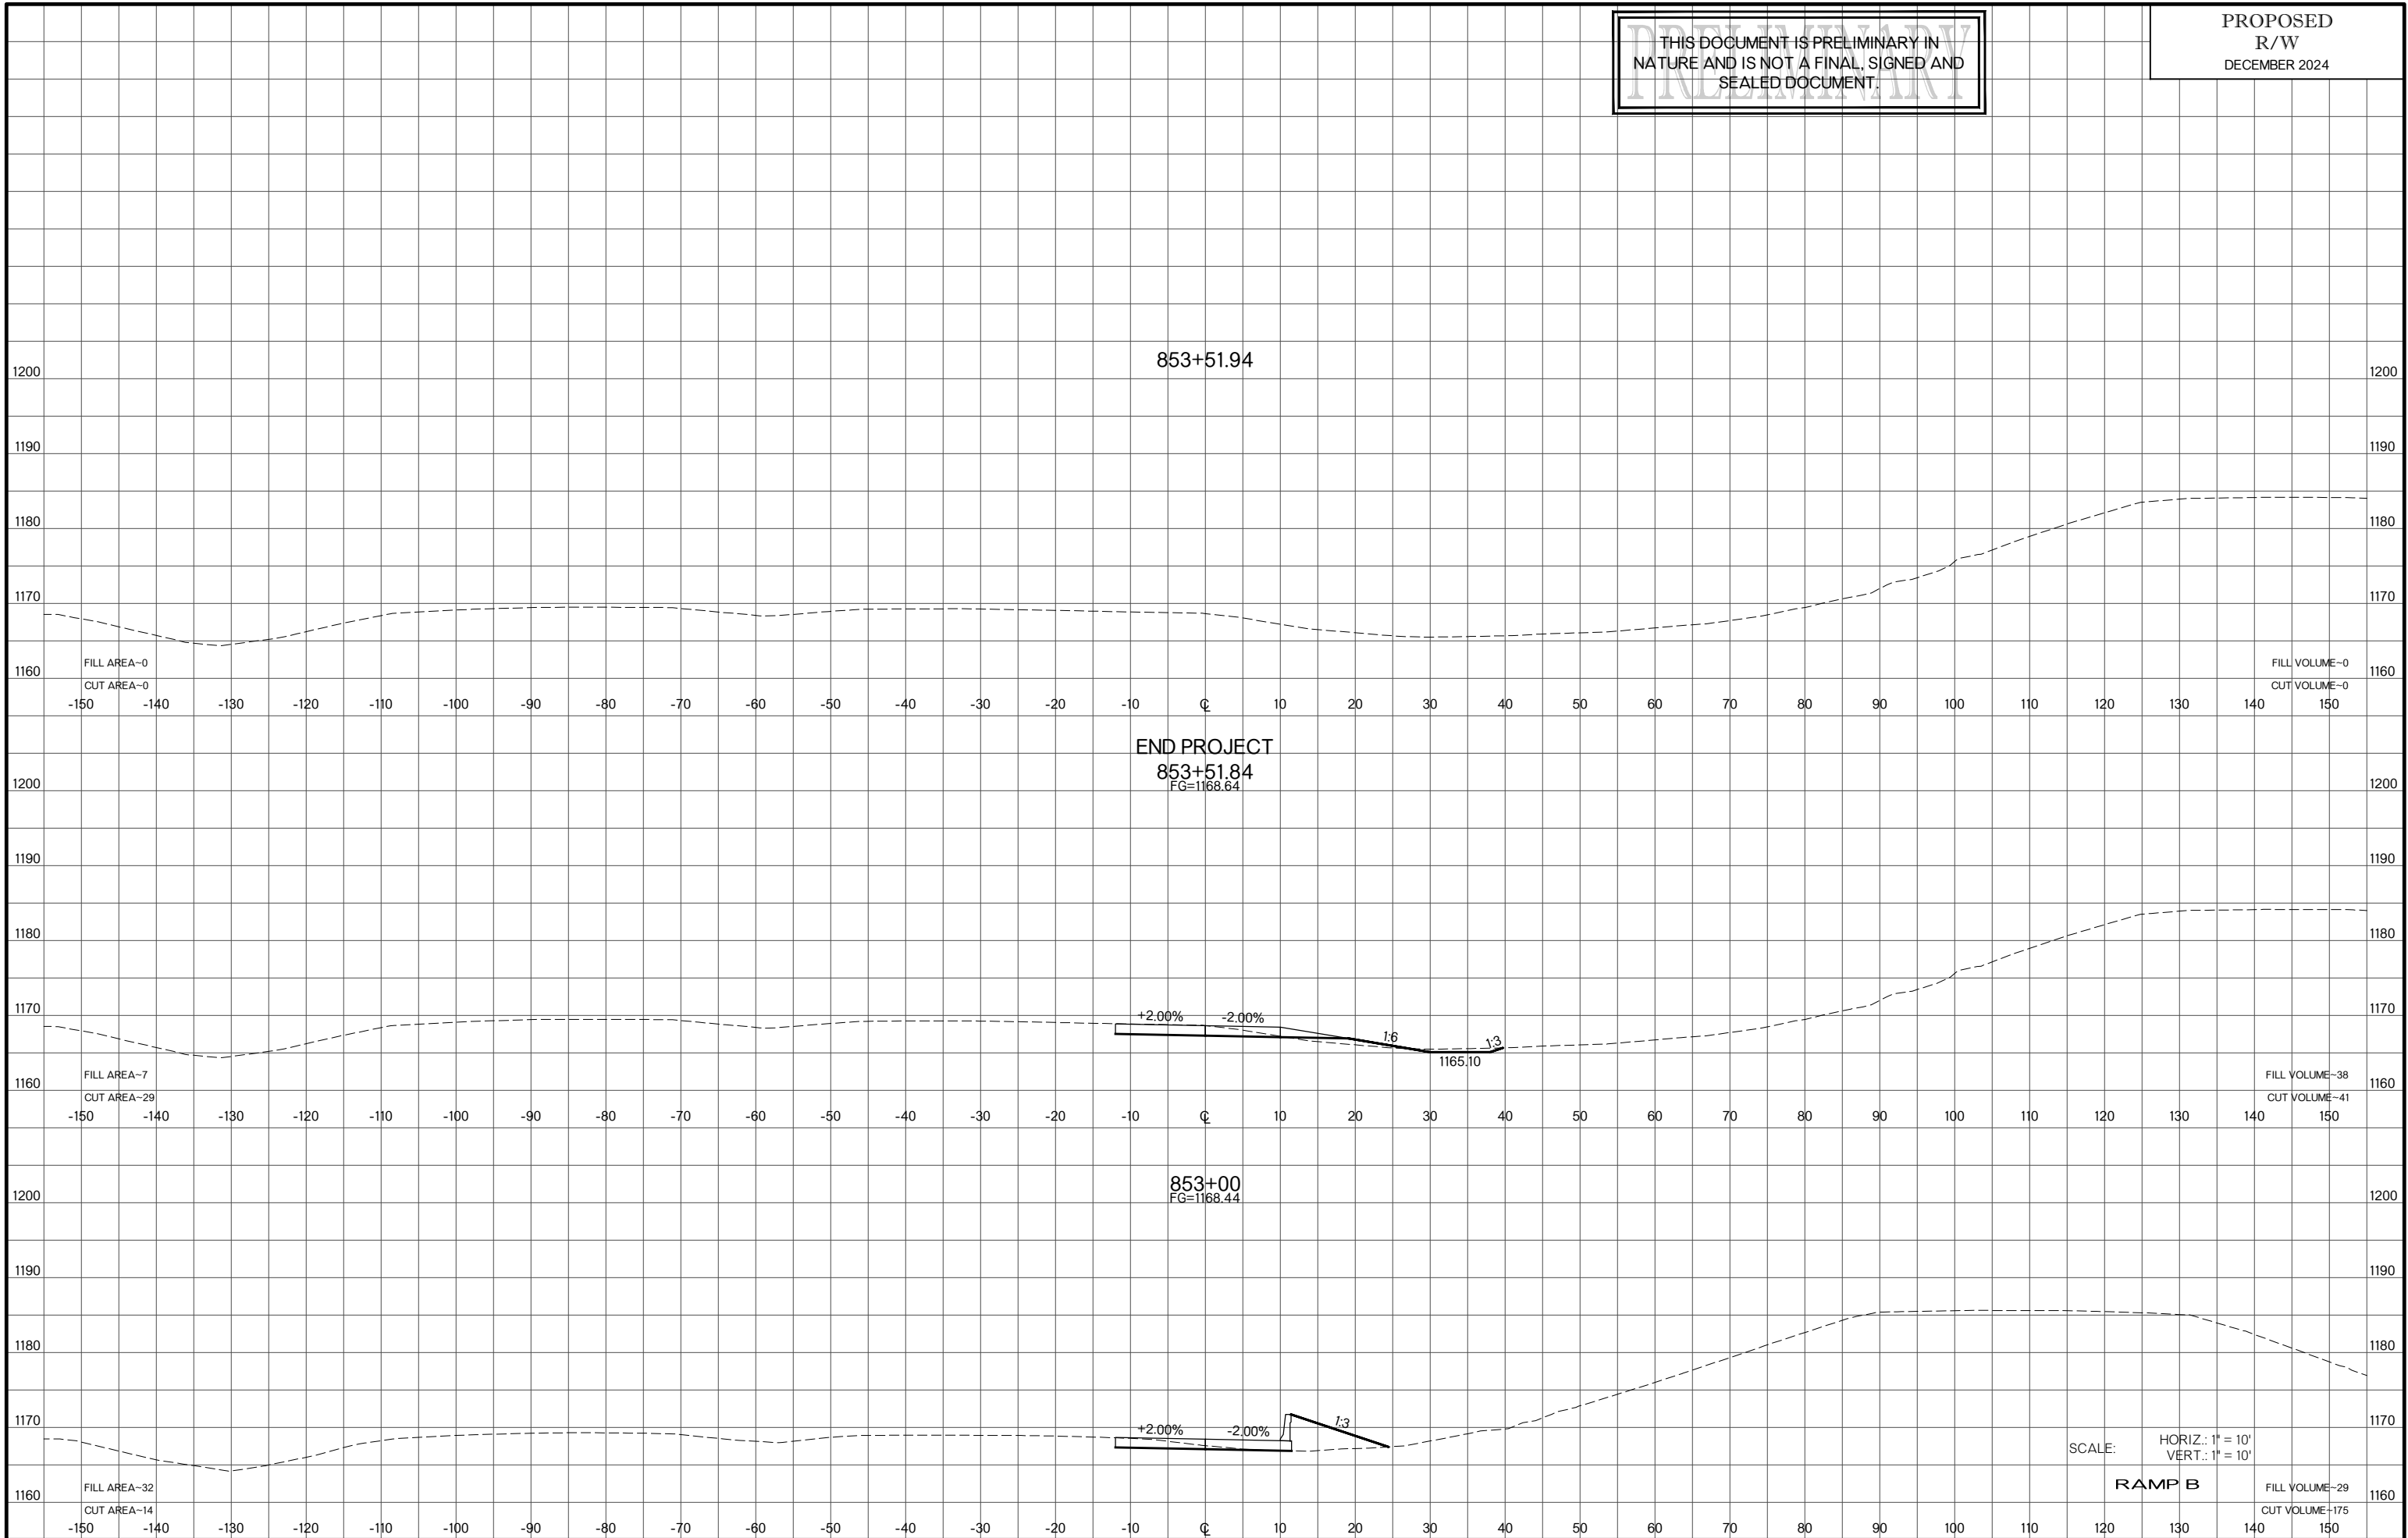 PRELIMINARY
THIS DOCUMENT IS PRELIMINARY IN
NATURE AND IS NOT A FINAL, SIGNED AND
SEALED DOCUMENT.
PROPOSED
R/W
DECEMBER 2024
853+51.94
1200 1200
1190 1190
1180 1180
1170 1170
FILL AREA~0 FILL VOLUME~0
1160 1160
CUT AREA~0 CUT VOLUME~0
-150 -140 -130 -120 -110 -100 -90 -80 -70 -60 -50 -40 -30 -20 -10 ℄ 10 20 30 40 50 60 70 80 90 100 110 120 130 140 150
END PROJECT
853+51.84
FG=1168.64
1200 1200
1190 1190
1180 1180
1170 1170
+2.00% -2.00% 1:6 1:3
1165.10
FILL AREA~7 FILL VOLUME~38
1160 1160
CUT AREA~29 CUT VOLUME~41
-150 -140 -130 -120 -110 -100 -90 -80 -70 -60 -50 -40 -30 -20 -10 ℄ 10 20 30 40 50 60 70 80 90 100 110 120 130 140 150
853+00
FG=1168.44
1200 1200
1190 1190
1180 1180
1170 1170
+2.00% -2.00% 1:3
SCALE: HORIZ.: 1" = 10'
VERT.: 1" = 10'
RAMP B
FILL AREA~32 FILL VOLUME~29
1160 1160
CUT AREA~14 CUT VOLUME~175
-150 -140 -130 -120 -110 -100 -90 -80 -70 -60 -50 -40 -30 -20 -10 ℄ 10 20 30 40 50 60 70 80 90 100 110 120 130 140 150